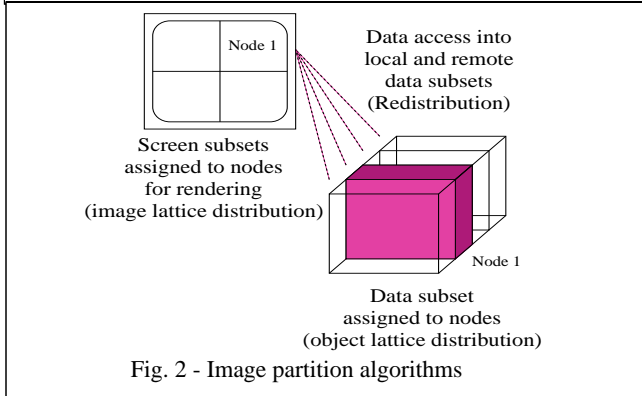 Node 1
Data access into
local and remote
data subsets
(Redistribution)
Screen subsets
assigned to nodes
for rendering
(image lattice distribution)
Node 1
Data subset
assigned to nodes
(object lattice distribution)
Fig. 2 - Image partition algorithms